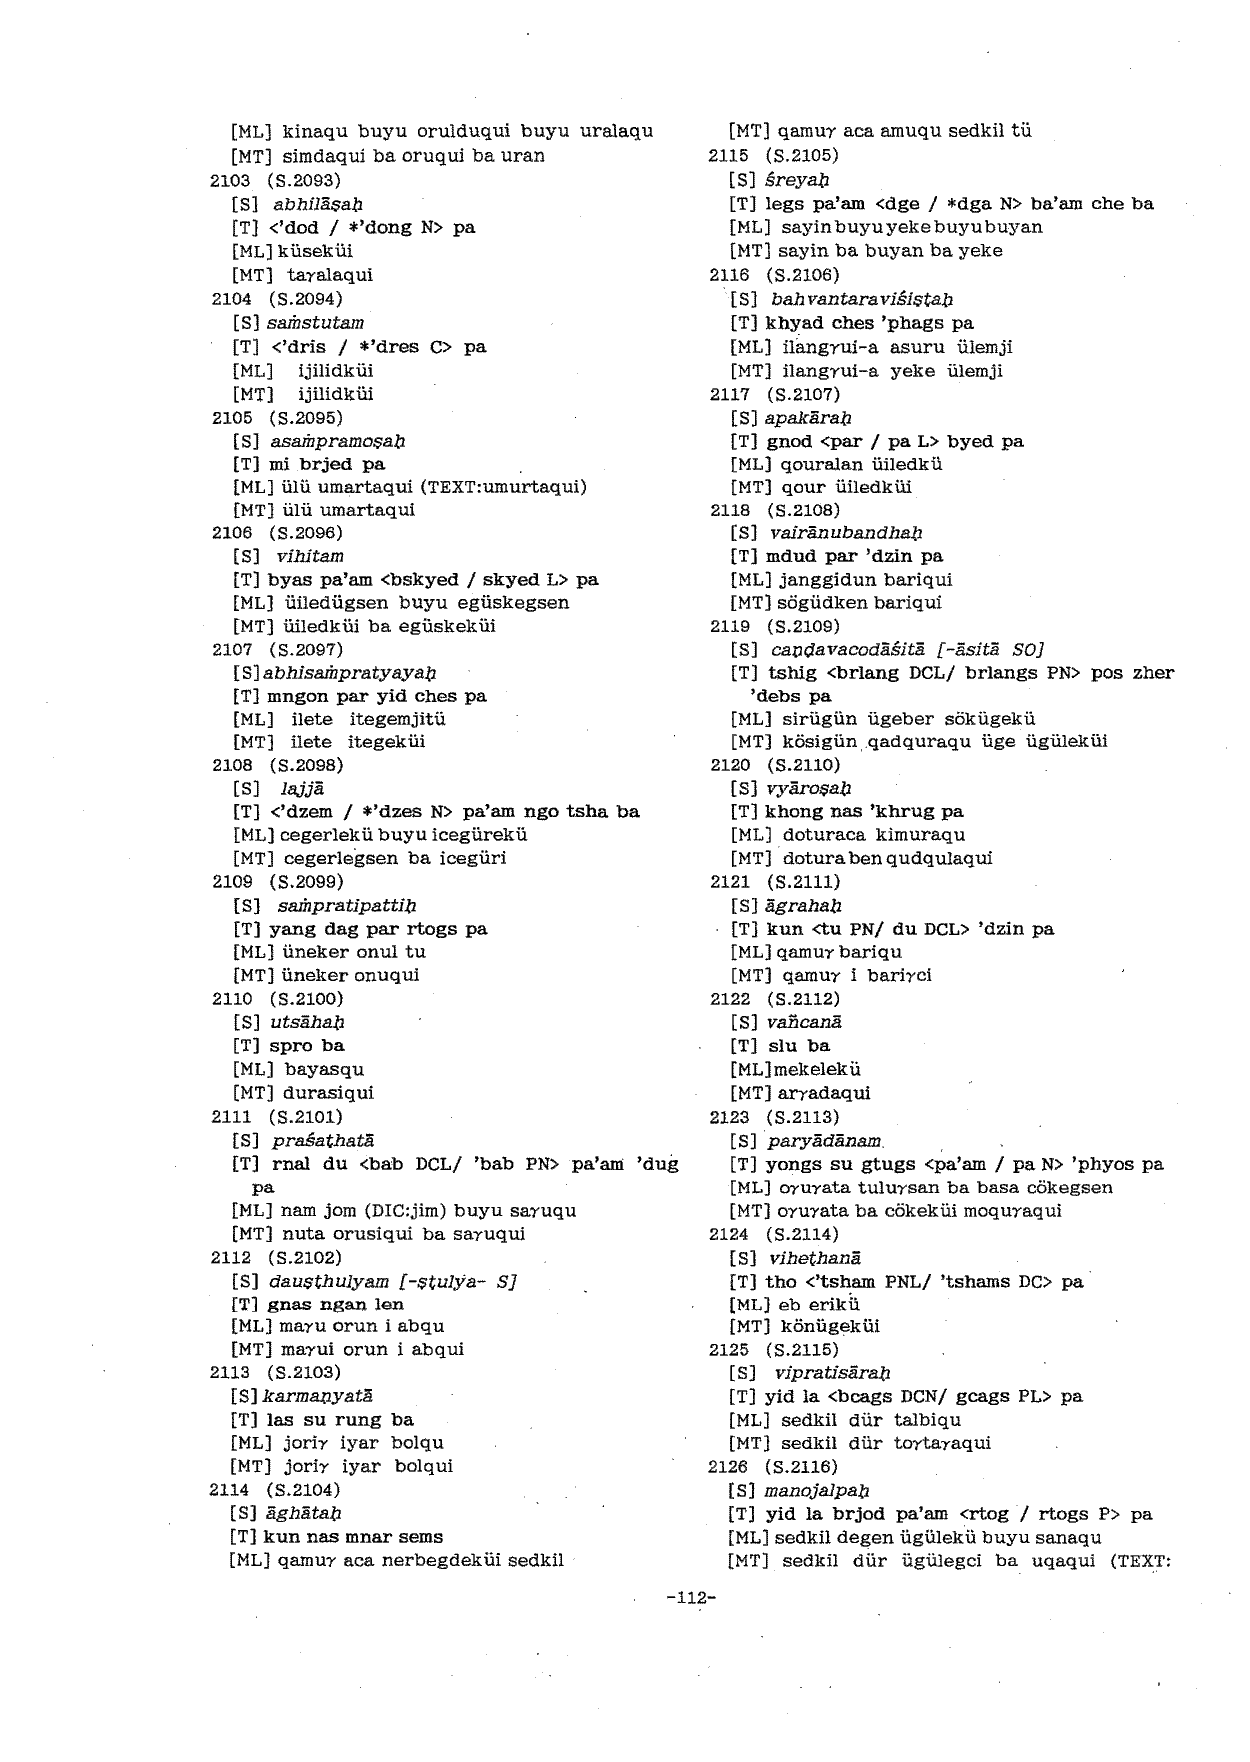 [ML] kinaqu buyu orulduqui buyu uralaqu
[MT] simdaqui ba oruqui ba uran
2103 (S.2093)
[S] abhilāṣaḥ
[T] <'dod / *'dong N> pa
[ML] küseküi
[MT] taγalaqui
2104 (S.2094)
[S] saṁstutam
[T] <'dris / *'dres C> pa
[ML] ijilidküi
[MT] ijilidküi
2105 (S.2095)
[S] asaṁpramoṣaḥ
[T] mi brjed pa
[ML] ülü umartaqui (TEXT:umurtaqui)
[MT] ülü umartaqui
2106 (S.2096)
[S] vihitam
[T] byas pa'am <bskyed / skyed L> pa
[ML] üiledügsen buyu egüskegsen
[MT] üiledküi ba egüskeküi
2107 (S.2097)
[S] abhisaṁpratyayaḥ
[T] mngon par yid ches pa
[ML] ilete itegemjitü
[MT] ilete itegeküi
2108 (S.2098)
[S] lajjā
[T] <'dzem / *'dzes N> pa'am ngo tsha ba
[ML] cegerlekü buyu icegürekü
[MT] cegerlegsen ba icegüri
2109 (S.2099)
[S] saṁpratipattiḥ
[T] yang dag par rtogs pa
[ML] üneker onul tu
[MT] üneker onuqui
2110 (S.2100)
[S] utsāhaḥ
[T] spro ba
[ML] bayasqu
[MT] durasiqui
2111 (S.2101)
[S] praśaṭhatā
[T] rnal du <bab DCL/ 'bab PN> pa'am 'dug
pa
[ML] nam jom (DIC:jim) buyu saγuqu
[MT] nuta orusiqui ba saγuqui
2112 (S.2102)
[S] dauṣṭhulyam [-ṣṭulya- S]
[T] gnas ngan len
[ML] maγu orun i abqu
[MT] maγui orun i abqui
2113 (S.2103)
[S] karmaṇyatā
[T] las su rung ba
[ML] joriγ iyar bolqu
[MT] joriγ iyar bolqui
2114 (S.2104)
[S] āghātaḥ
[T] kun nas mnar sems
[ML] qamuγ aca nerbegdeküi sedkil
[MT] qamuγ aca amuqu sedkil tü
2115 (S.2105)
[S] śreyaḥ
[T] legs pa'am <dge / *dga N> ba'am che ba
[ML] sayin buyu yeke buyu buyan
[MT] sayin ba buyan ba yeke
2116 (S.2106)
[S] bahvantaraviśiṣṭaḥ
[T] khyad ches 'phags pa
[ML] ilangγui-a asuru ülemji
[MT] ilangγui-a yeke ülemji
2117 (S.2107)
[S] apakāraḥ
[T] gnod <par / pa L> byed pa
[ML] qouralan üiledkü
[MT] qour üiledküi
2118 (S.2108)
[S] vairānubandhaḥ
[T] mdud par 'dzin pa
[ML] janggidun bariqui
[MT] sögüdken bariqui
2119 (S.2109)
[S] caṇḍavacodāśitā [-āsitā SO]
[T] tshig <brlang DCL/ brlangs PN> pos zher
'debs pa
[ML] sirügün ügeber sökügekü
[MT] kösigün qadquraqu üge ügüleküi
2120 (S.2110)
[S] vyāroṣaḥ
[T] khong nas 'khrug pa
[ML] doturaca kimuraqu
[MT] dotura ben qudqulaqui
2121 (S.2111)
[S] āgrahaḥ
[T] kun <tu PN/ du DCL> 'dzin pa
[ML] qamuγ bariqu
[MT] qamuγ i bariγci
2122 (S.2112)
[S] vañcanā
[T] slu ba
[ML]mekelekü
[MT] arγadaqui
2123 (S.2113)
[S] paryādānam
[T] yongs su gtugs <pa'am / pa N> 'phyos pa
[ML] oγuγata tuluγsan ba basa cökegsen
[MT] oγuγata ba cökeküi moquγaqui
2124 (S.2114)
[S] viheṭhanā
[T] tho <'tsham PNL/ 'tshams DC> pa
[ML] eb erikü
[MT] könügeküi
2125 (S.2115)
[S] vipratisāraḥ
[T] yid la <bcags DCN/ gcags PL> pa
[ML] sedkil dür talbiqu
[MT] sedkil dür toγtaγaqui
2126 (S.2116)
[S] manojalpaḥ
[T] yid la brjod pa'am <rtog / rtogs P> pa
[ML] sedkil degen ügülekü buyu sanaqu
[MT] sedkil dür ügülegci ba uqaqui (TEXT:
-112-